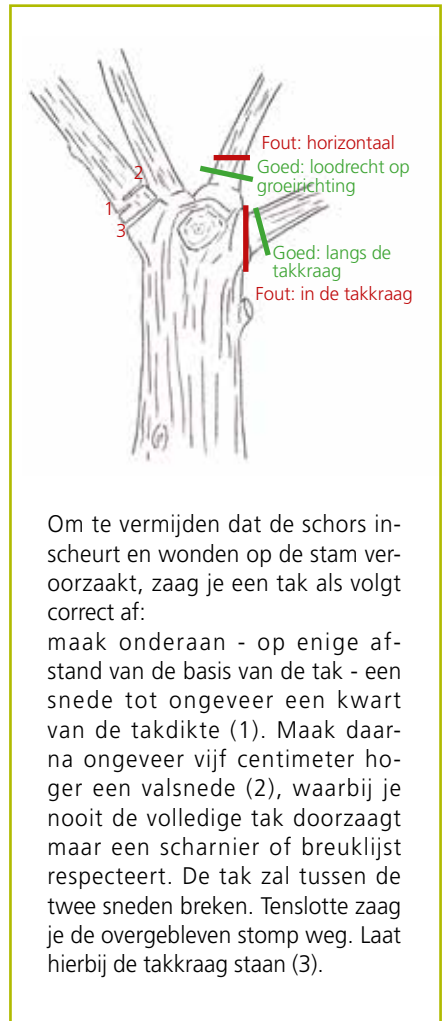 Fout: horizontaal
Goed: loodrecht op
groeirichting
2
1
3
Goed: langs de
takkraag
Fout: in de takkraag
Om te vermijden dat de schors in-
scheurt en wonden op de stam ver-
oorzaakt, zaag je een tak als volgt
correct af:
maak onderaan - op enige af-
stand van de basis van de tak - een
snede tot ongeveer een kwart
van de takdikte (1). Maak daar-
na ongeveer vijf centimeter ho-
ger een valsnede (2), waarbij je
nooit de volledige tak doorzaagt
maar een scharnier of breuklijst
respecteert. De tak zal tussen de
twee sneden breken. Tenslotte zaag
je de overgebleven stomp weg. Laat
hierbij de takkraag staan (3).